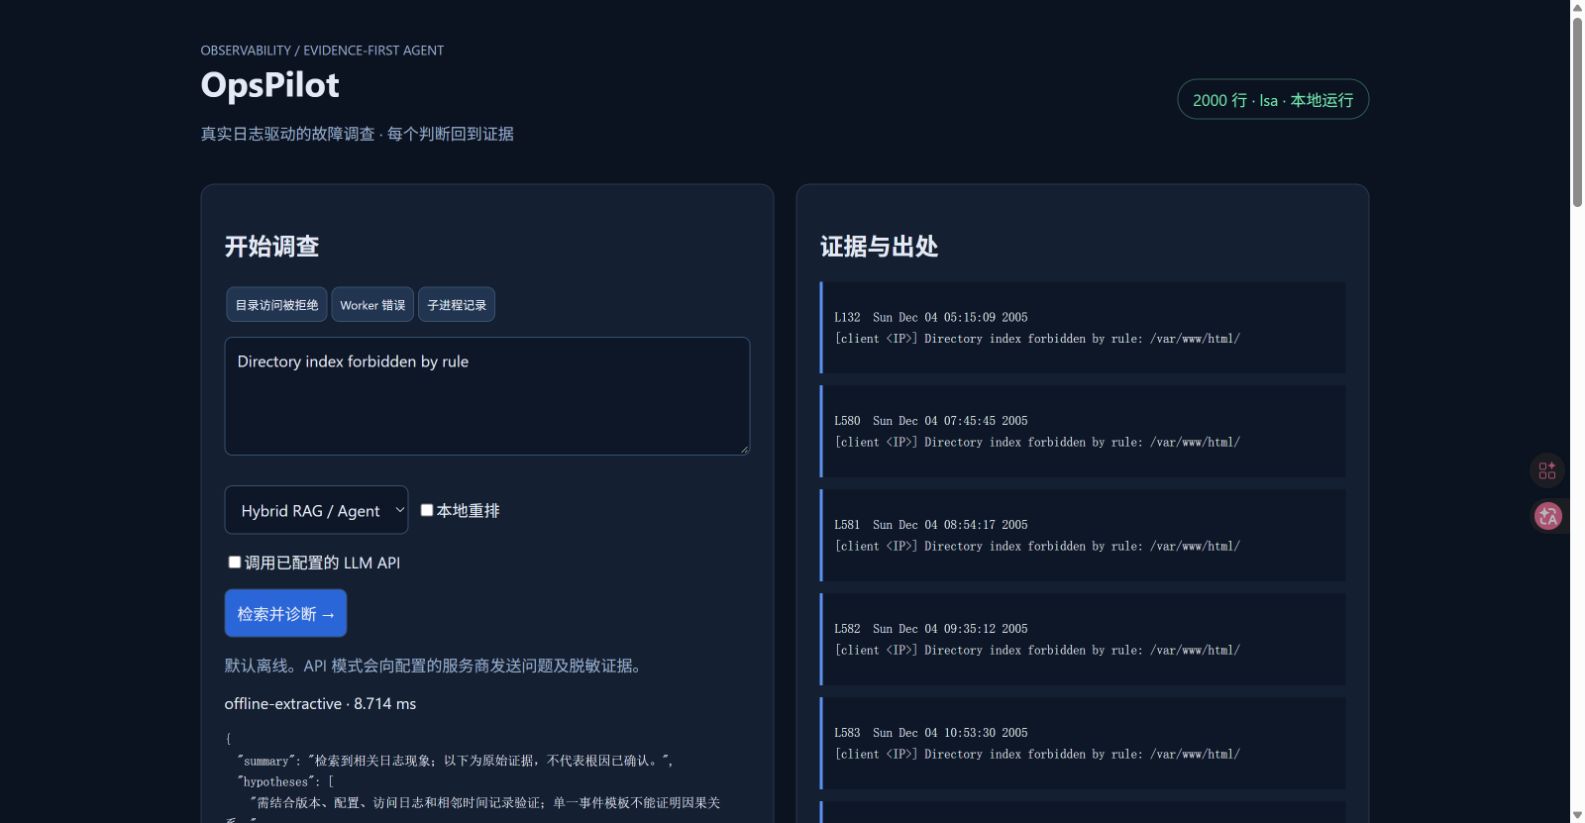 OBSERVABILITY / EVIDENCE-FIRST AGENT
OpsPilot
真实日志驱动的故障调查 · 每个判断回到证据
2000 行 · lsa · 本地运行
开始调查
目录访问被拒绝
Worker 错误
子进程记录
Directory index forbidden by rule
Hybrid RAG / Agent
本地重排
调用已配置的 LLM API
检索并诊断 →
默认离线。API 模式会向配置的服务商发送问题及脱敏证据。
offline-extractive · 8.714 ms
{
"summary": "检索到相关日志现象；以下为原始证据，不代表根因已确认。",
"hypotheses": [
"需结合版本、配置、访问日志和相邻时间记录验证；单一事件模板不能证明因果关
证据与出处
L132 Sun Dec 04 05:15:09 2005
[client <IP>] Directory index forbidden by rule: /var/www/html/
L580 Sun Dec 04 07:45:45 2005
[client <IP>] Directory index forbidden by rule: /var/www/html/
L581 Sun Dec 04 08:54:17 2005
[client <IP>] Directory index forbidden by rule: /var/www/html/
L582 Sun Dec 04 09:35:12 2005
[client <IP>] Directory index forbidden by rule: /var/www/html/
L583 Sun Dec 04 10:53:30 2005
[client <IP>] Directory index forbidden by rule: /var/www/html/